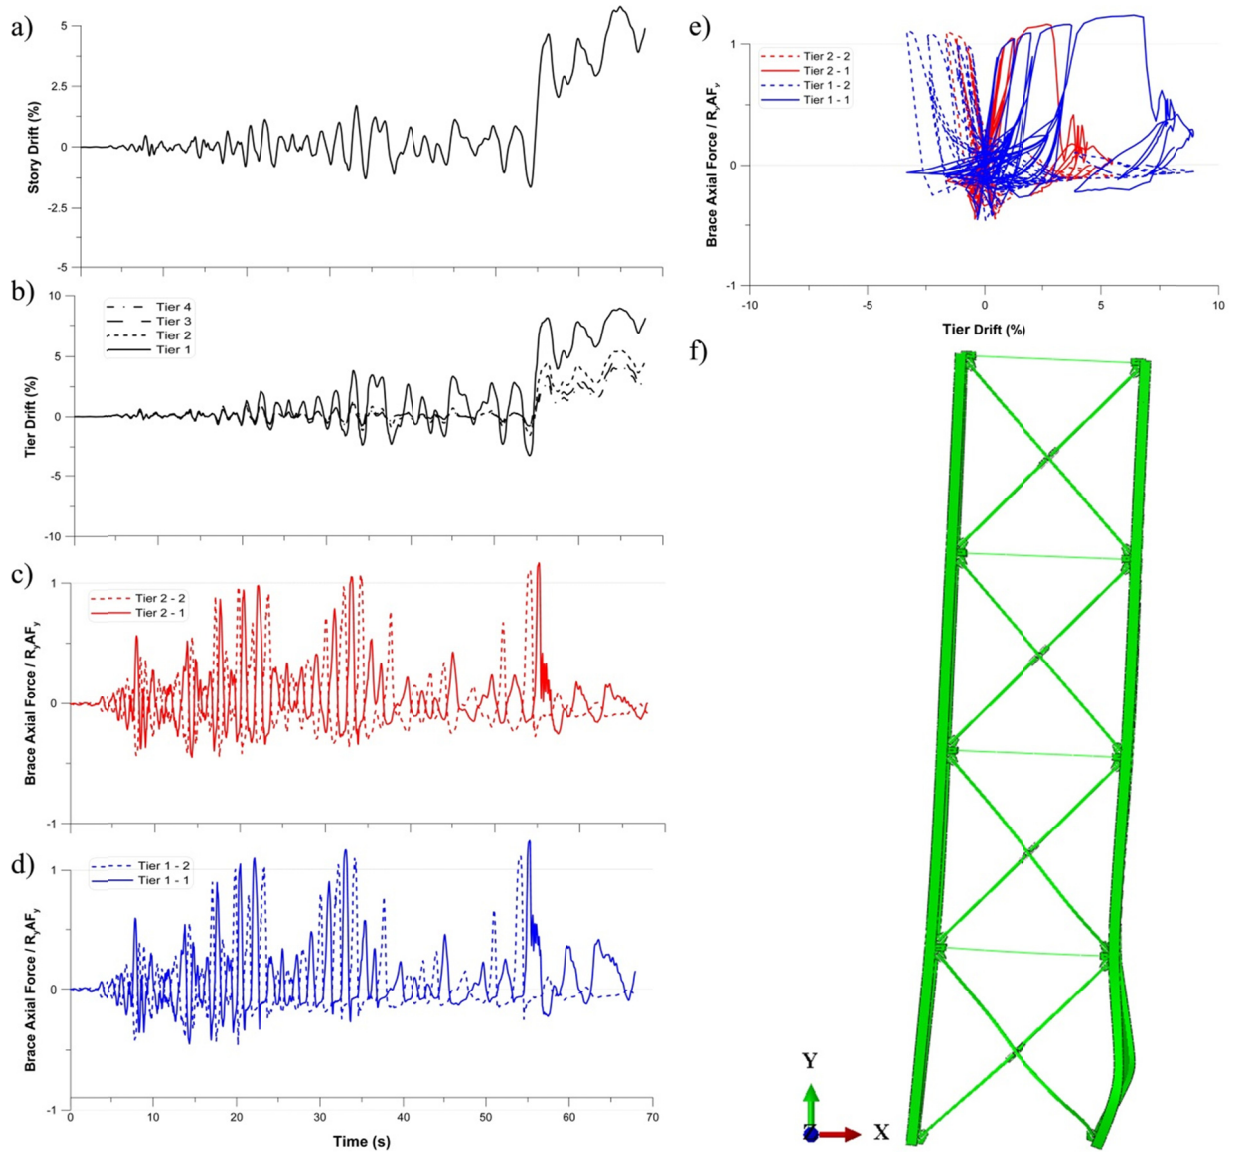 a)
5
2.5
0
-2.5
-5
Story Drift (%)
b)
10
5
0
-5
-10
Tier Drift (%)
Tier 4
Tier 3
Tier 2
Tier 1
c)
1
0
-1
Brace Axial Force / RyAFy
Tier 2 - 2
Tier 2 - 1
d)
1
0
-1
Brace Axial Force / RyAFy
Tier 1 - 2
Tier 1 - 1
0 10 20 30 40 50 60 70
Time (s)
e)
1
0
-1
Brace Axial Force / RyAFy
Tier 2 - 2
Tier 2 - 1
Tier 1 - 2
Tier 1 - 1
-10 -5 0 5 10
Tier Drift (%)
f)
Y
Z X